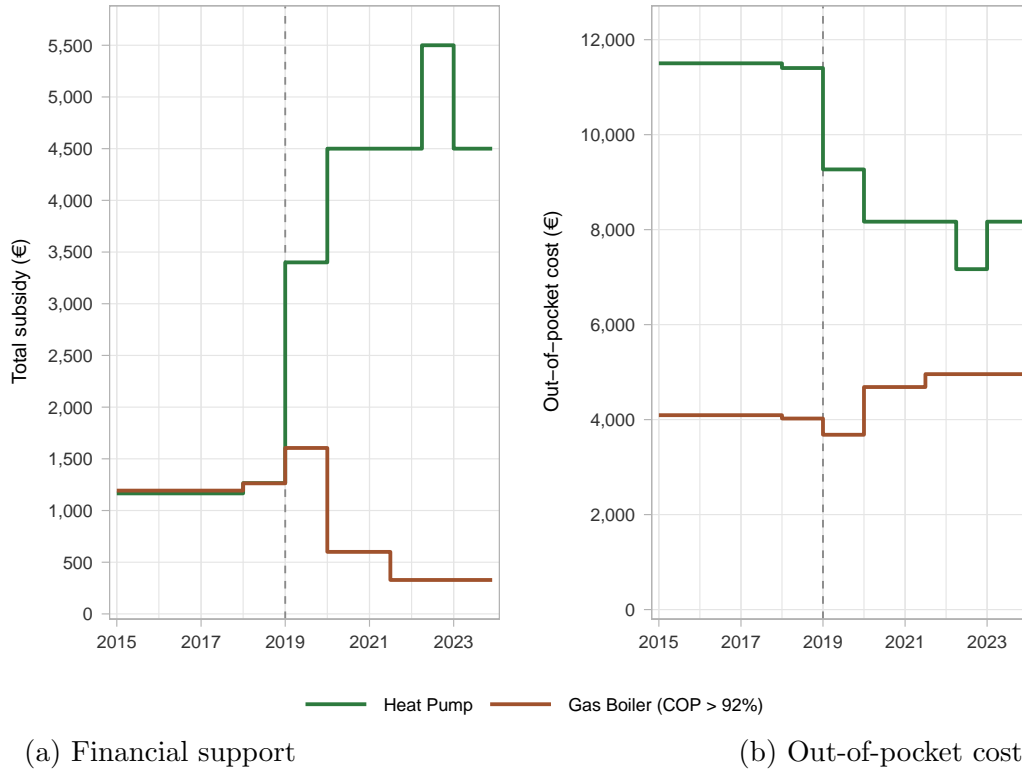 Total subsidy (€)
5,500
5,000
4,500
4,000
3,500
3,000
2,500
2,000
1,500
1,000
500
0
2015 2017 2019 2021 2023
Out−of−pocket cost (€)
12,000
10,000
8,000
6,000
4,000
2,000
0
2015 2017 2019 2021 2023
Heat Pump Gas Boiler (COP > 92%)
(a) Financial support
(b) Out-of-pocket cost